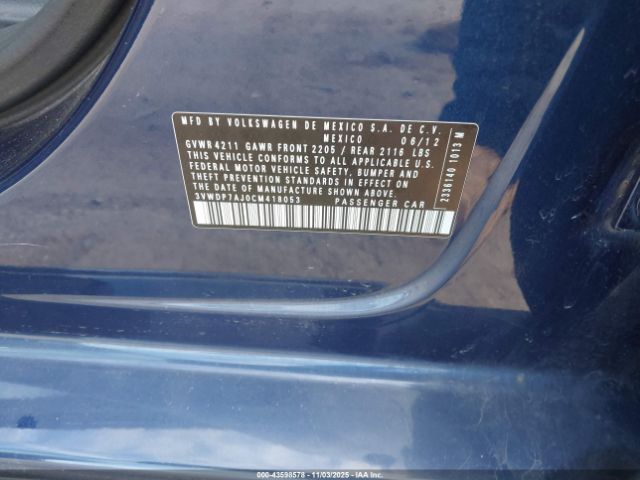 MFD BY VOLKSWAGEN DE MEXICO S.A. DE C.V.
MEXICO 06/12
GVWR 4211 GAWR FRONT 2205 / REAR 2116 LBS
THIS VEHICLE CONFORMS TO ALL APPLICABLE U.S.
FEDERAL MOTOR VEHICLE SAFETY, BUMPER AND
THEFT PREVENTION STANDARDS IN EFFECT ON
THE DATE OF MANUFACTURE SHOWN ABOVE.
3VWDP7AJ0CM418053 PASSENGER CAR
2336140 1013 M
000-43598578 - 11/03/2025 - IAA Inc.